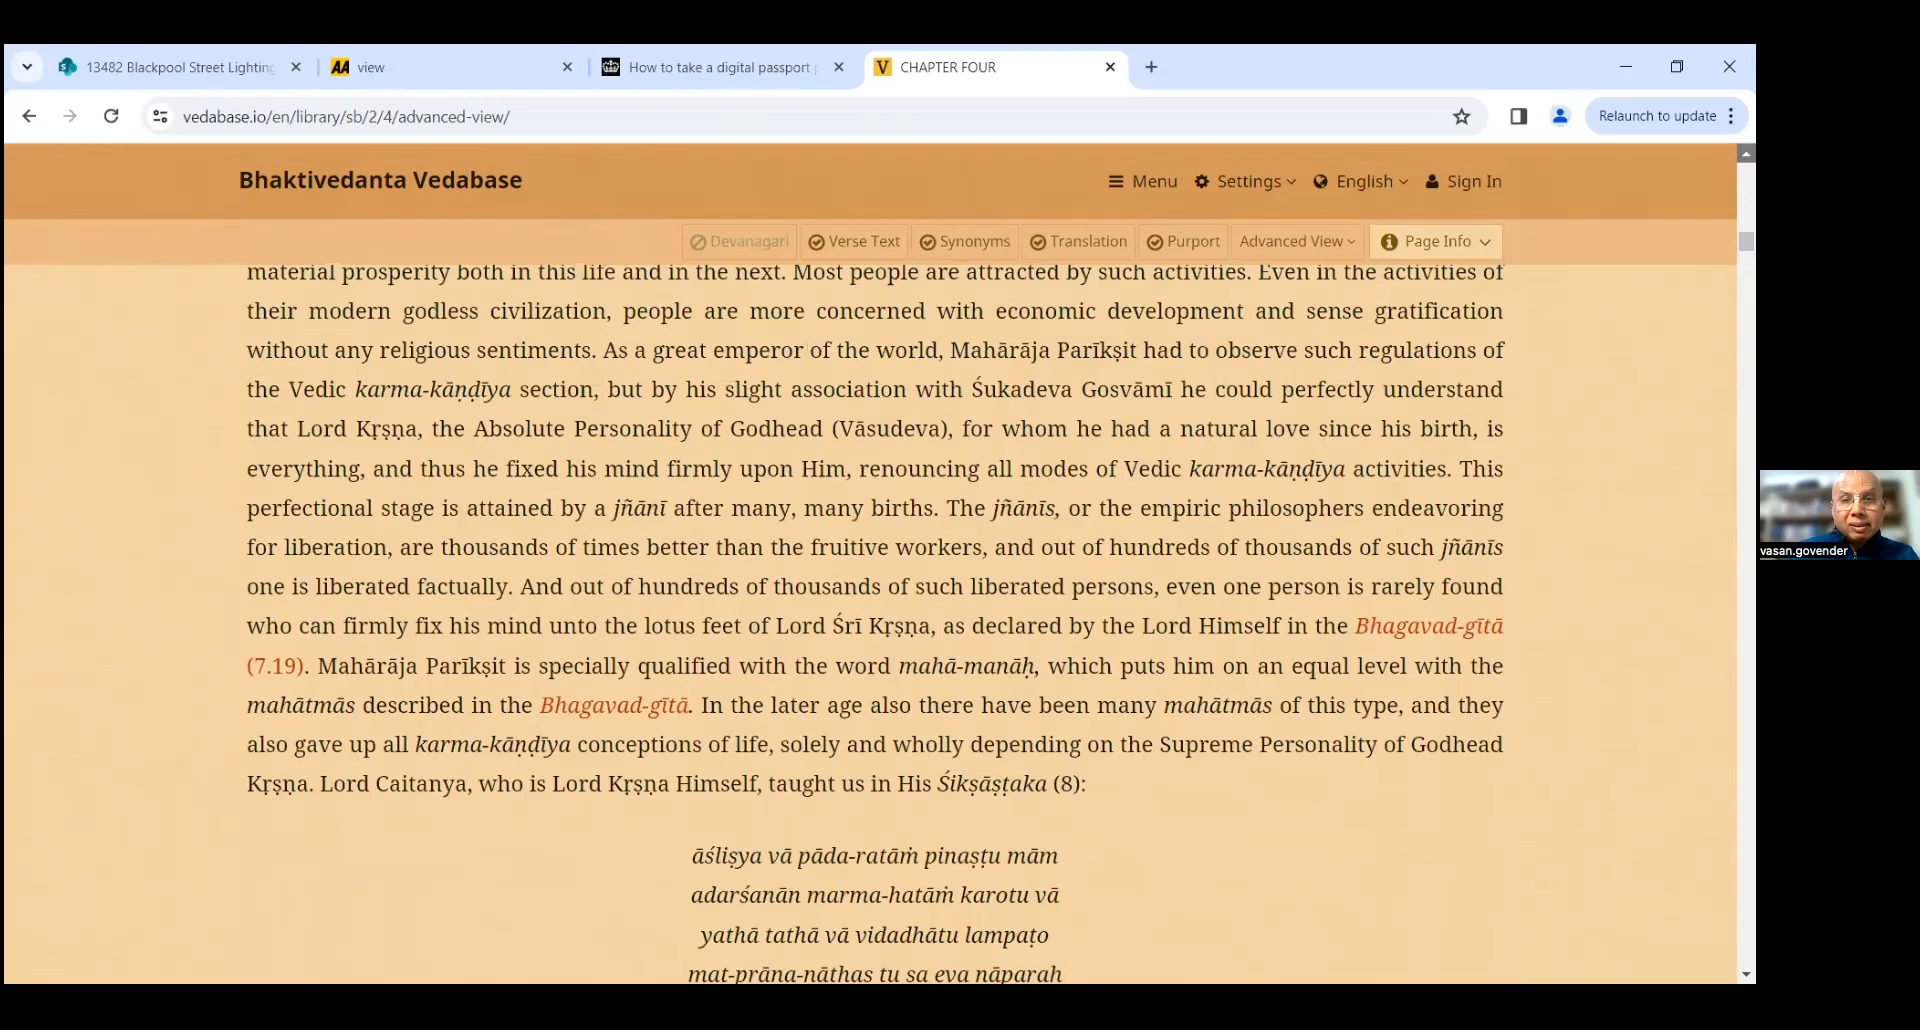 13482 Blackpool Street Lighting
view
How to take a digital passport
CHAPTER FOUR
vedabase.io/en/library/sb/2/4/advanced-view/
Relaunch to update
Bhaktivedanta Vedabase
Menu Settings English Sign In
Devanagari Verse Text Synonyms Translation Purport Advanced View Page Info
material prosperity both in this life and in the next. Most people are attracted by such activities. Even in the activities of
their modern godless civilization, people are more concerned with economic development and sense gratification
without any religious sentiments. As a great emperor of the world, Mahārāja Parīkṣit had to observe such regulations of
the Vedic karma-kāṇḍīya section, but by his slight association with Śukadeva Gosvāmī he could perfectly understand
that Lord Kṛṣṇa, the Absolute Personality of Godhead (Vāsudeva), for whom he had a natural love since his birth, is
everything, and thus he fixed his mind firmly upon Him, renouncing all modes of Vedic karma-kāṇḍīya activities. This
perfectional stage is attained by a jñānī after many, many births. The jñānīs, or the empiric philosophers endeavoring
for liberation, are thousands of times better than the fruitive workers, and out of hundreds of thousands of such jñānīs
one is liberated factually. And out of hundreds of thousands of such liberated persons, even one person is rarely found
who can firmly fix his mind unto the lotus feet of Lord Śrī Kṛṣṇa, as declared by the Lord Himself in the Bhagavad-gītā
(7.19). Mahārāja Parīkṣit is specially qualified with the word mahā-manāḥ, which puts him on an equal level with the
mahātmās described in the Bhagavad-gītā. In the later age also there have been many mahātmās of this type, and they
also gave up all karma-kāṇḍīya conceptions of life, solely and wholly depending on the Supreme Personality of Godhead
Kṛṣṇa. Lord Caitanya, who is Lord Kṛṣṇa Himself, taught us in His Śikṣāṣṭaka (8):
āśliṣya vā pāda-ratāṁ pinaṣṭu mām
adarśanān marma-hatāṁ karotu vā
yathā tathā vā vidadhātu lampaṭo
mat-prāṇa-nāthas tu sa eva nāparaḥ
vasan.govender